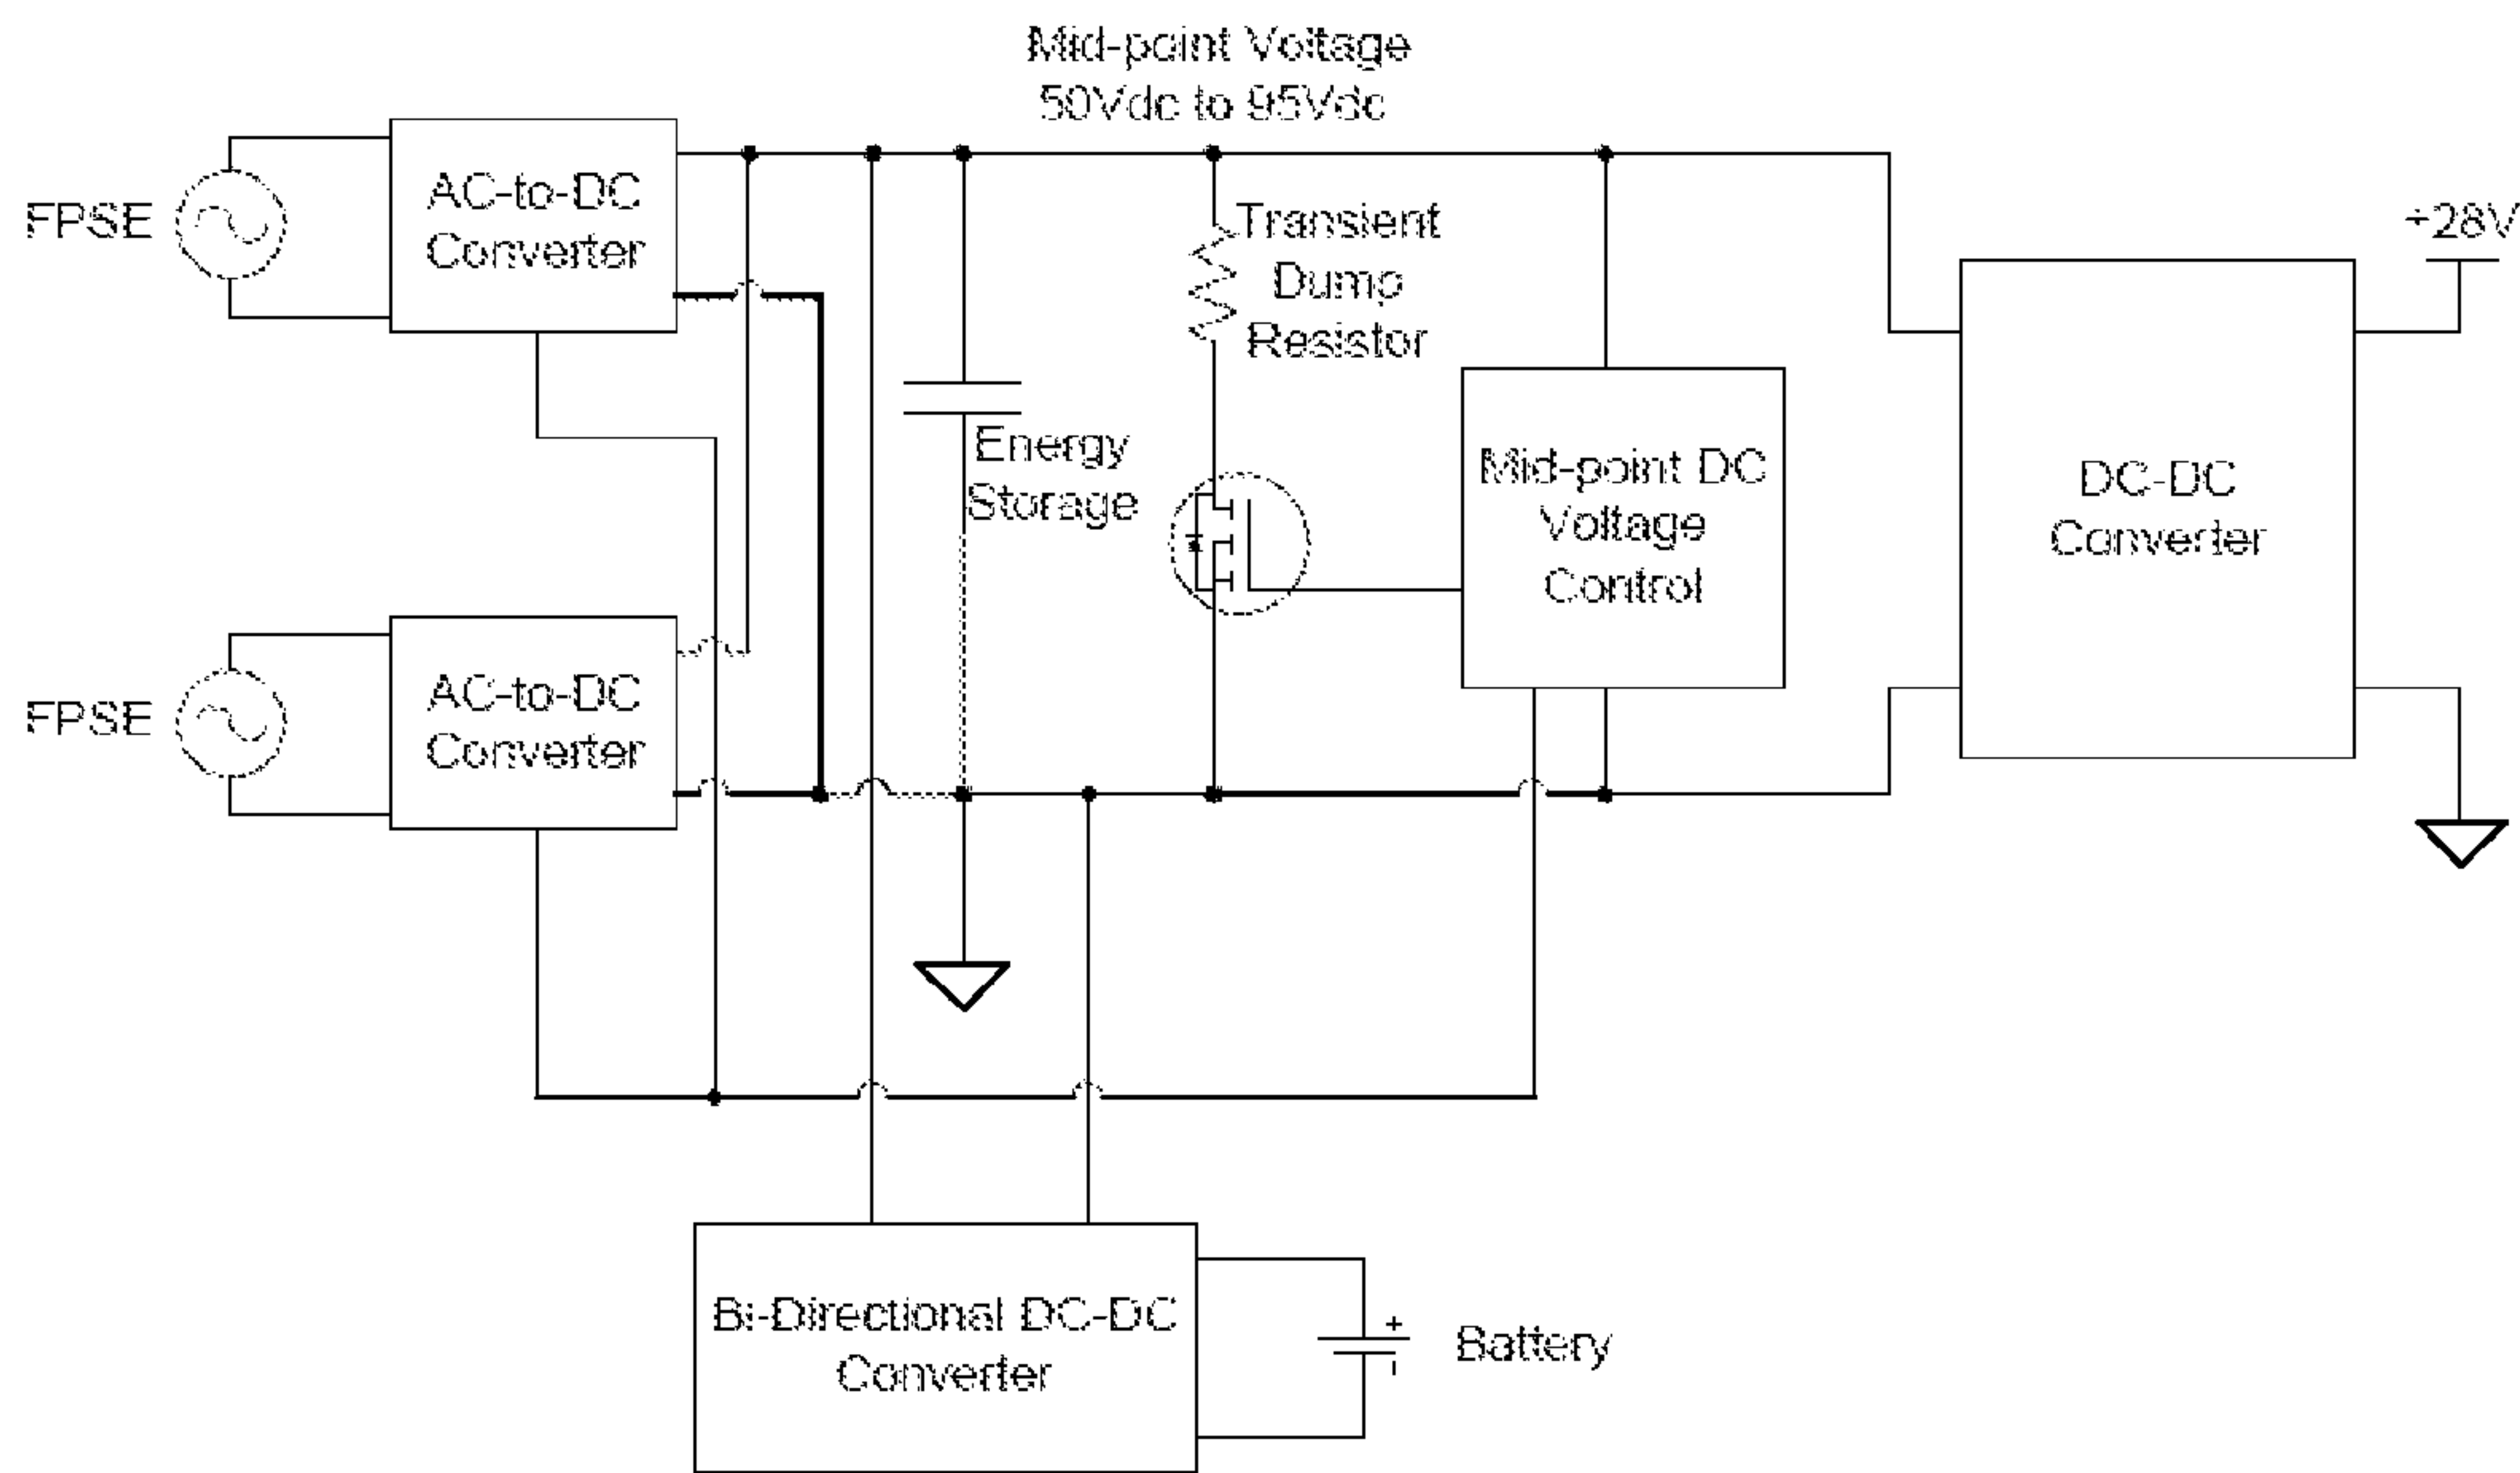 Mid-point Voltage
50Vdc to 95Vdc
FPSE
AC-to-DC
Converter
Transient
Dump
Resistor
+28V
Energy
Storage
Mid-point DC
Voltage
Control
DC-DC
Converter
FPSE
AC-to-DC
Converter
Bi-Directional DC-DC
Converter
+
-
Battery